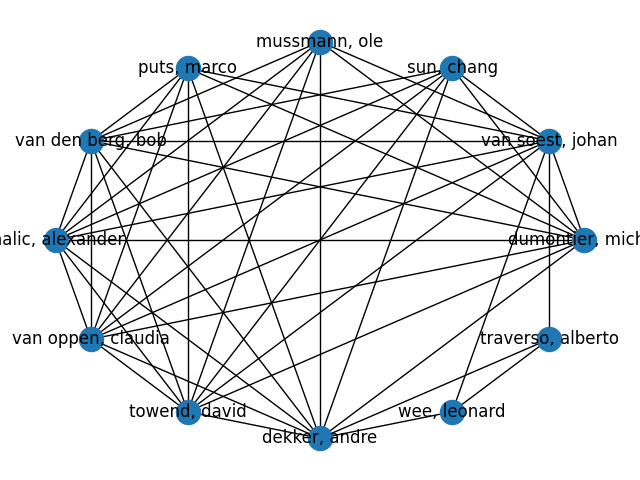 mussmann, ole
puts, marco
sun, chang
van den berg, bob
van soest, johan
alexander
dumontier, mich
van oppen, claudia
traverso, alberto
towend, david
wee, leonard
dekker, andre